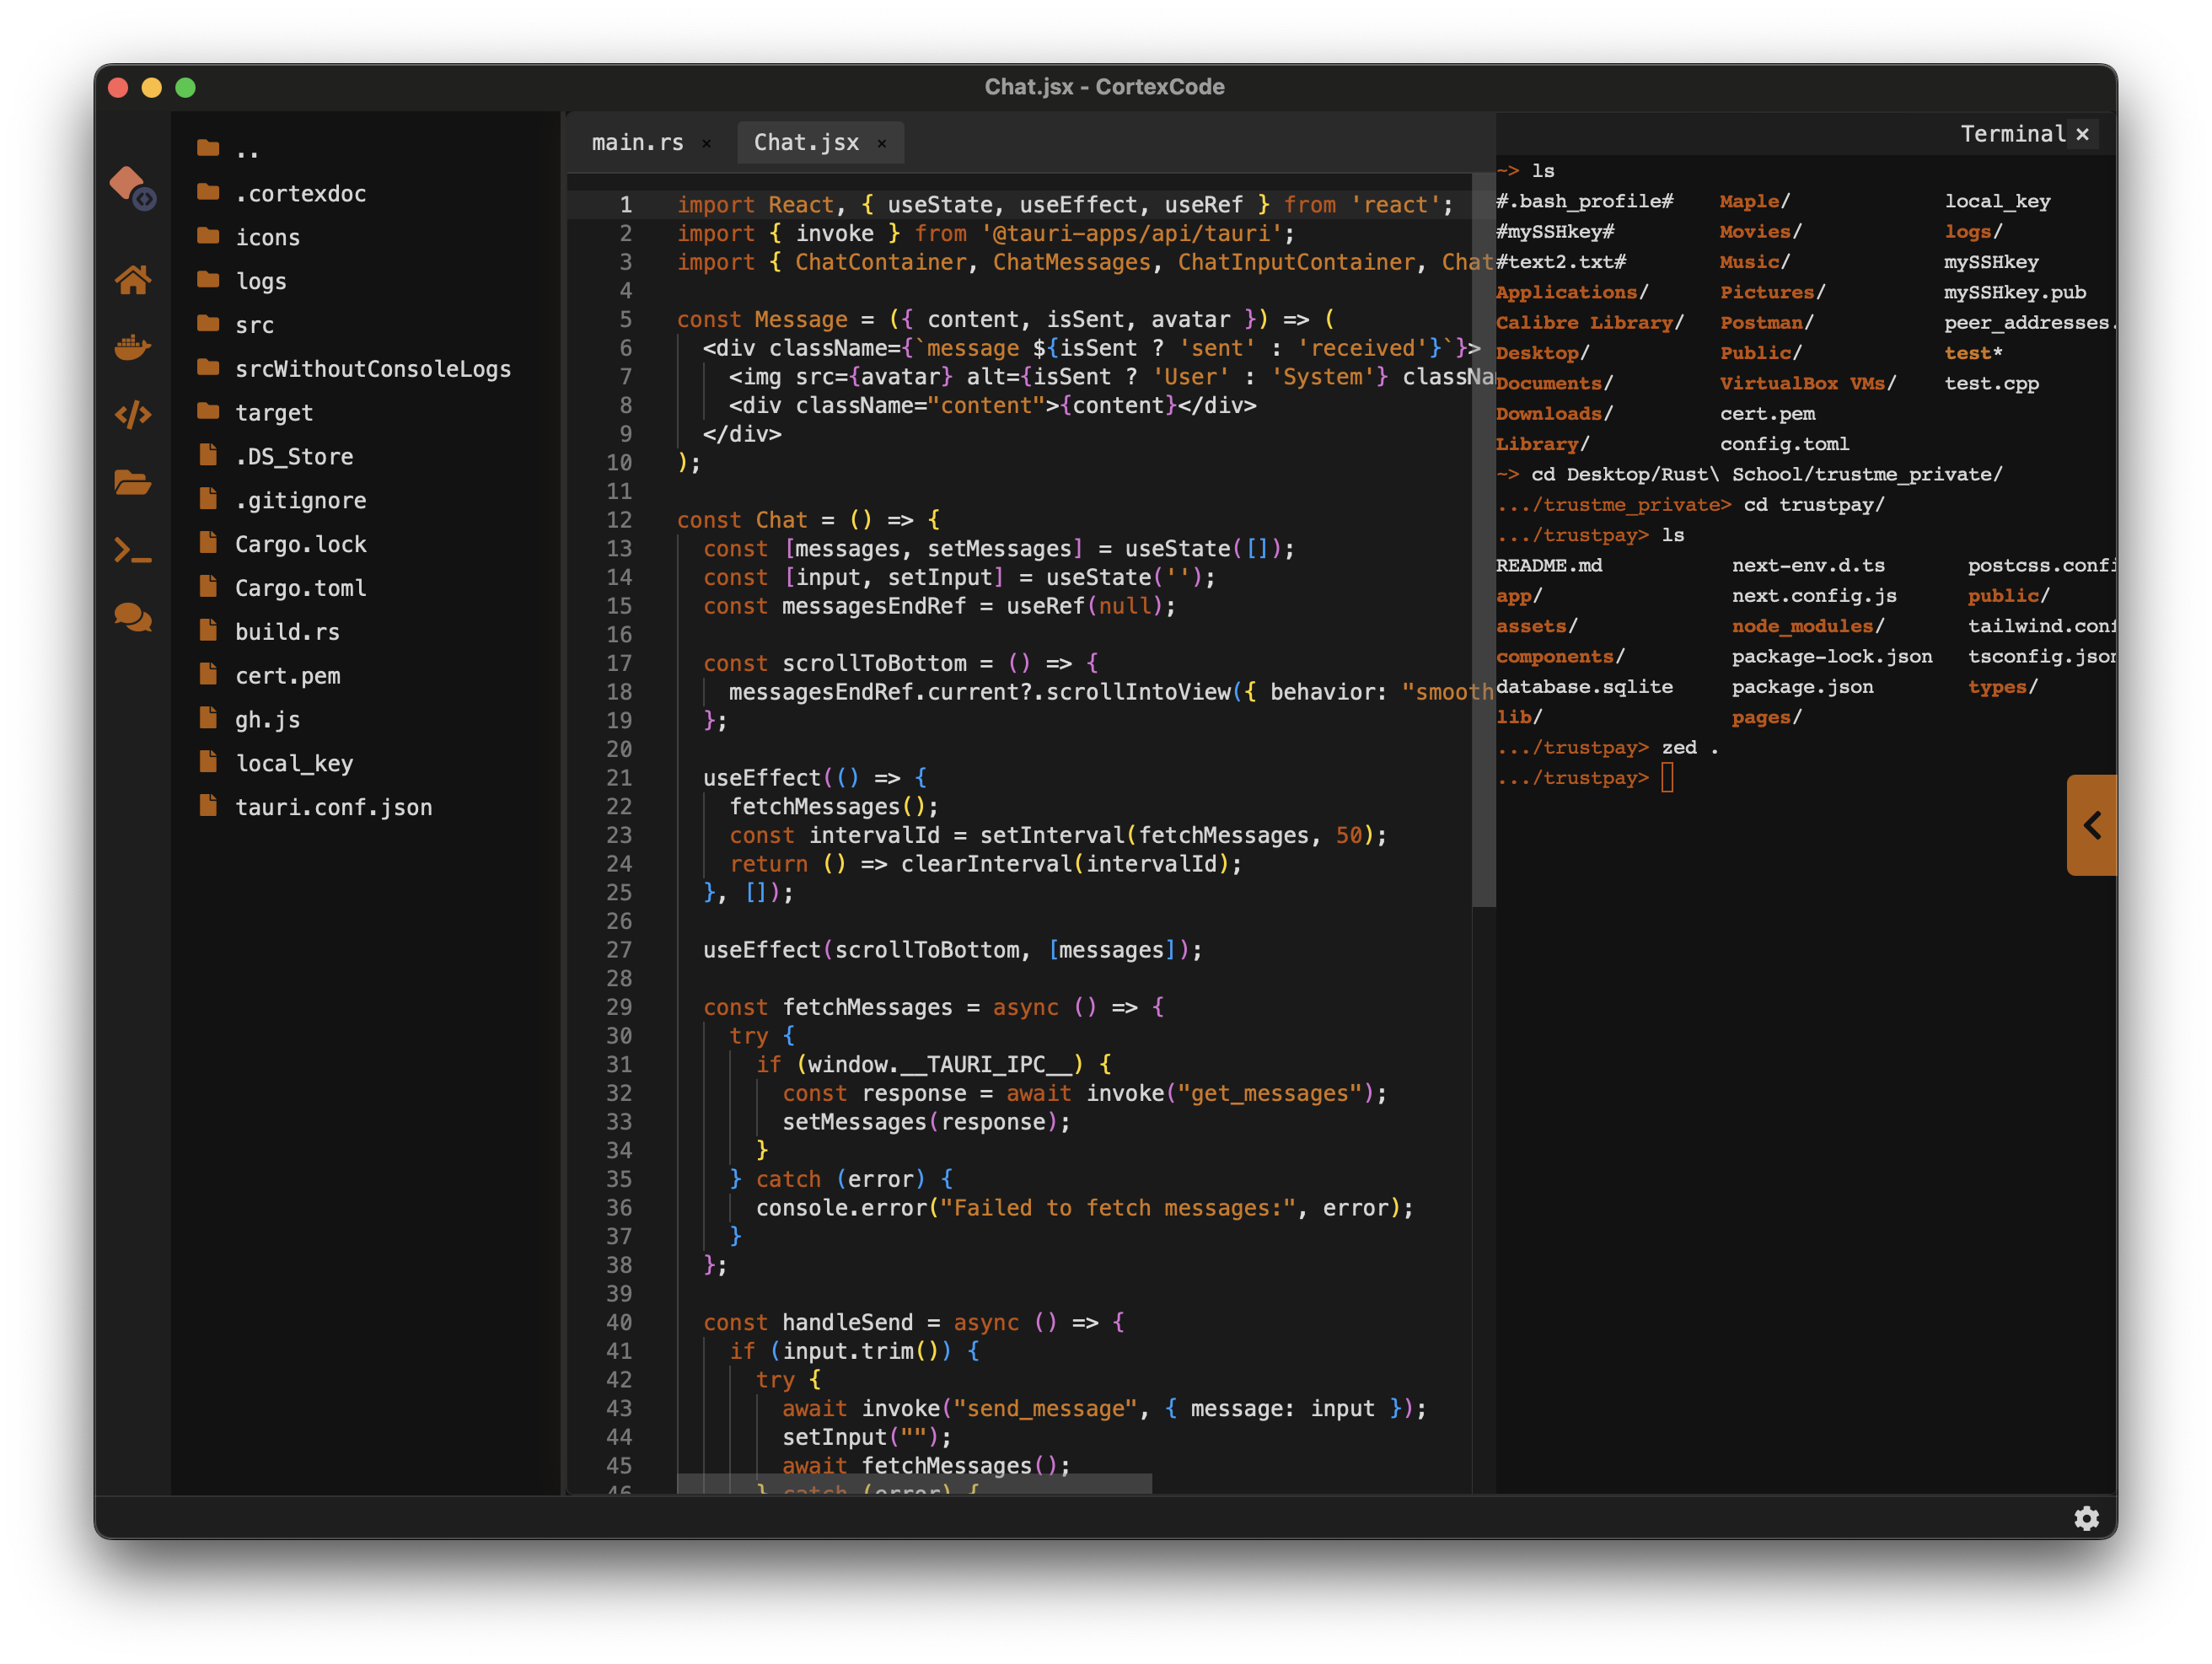 Chat.jsx - CortexCode
..
.cortexdoc
icons
logs
src
srcWithoutConsoleLogs
target
.DS_Store
.gitignore
Cargo.lock
Cargo.toml
build.rs
cert.pem
gh.js
local_key
tauri.conf.json
main.rs × Chat.jsx ×
1 import React, { useState, useEffect, useRef } from 'react';
2 import { invoke } from '@tauri-apps/api/tauri';
3 import { ChatContainer, ChatMessages, ChatInputContainer, Chat
4
5 const Message = ({ content, isSent, avatar }) => (
6 <div className={`message ${isSent ? 'sent' : 'received'}`}>
7 <img src={avatar} alt={isSent ? 'User' : 'System'} classNa
8 <div className="content">{content}</div>
9 </div>
10 );
11
12 const Chat = () => {
13 const [messages, setMessages] = useState([]);
14 const [input, setInput] = useState('');
15 const messagesEndRef = useRef(null);
16
17 const scrollToBottom = () => {
18 messagesEndRef.current?.scrollIntoView({ behavior: "smooth
19 };
20
21 useEffect(() => {
22 fetchMessages();
23 const intervalId = setInterval(fetchMessages, 50);
24 return () => clearInterval(intervalId);
25 }, []);
26
27 useEffect(scrollToBottom, [messages]);
28
29 const fetchMessages = async () => {
30 try {
31 if (window.__TAURI_IPC__) {
32 const response = await invoke("get_messages");
33 setMessages(response);
34 }
35 } catch (error) {
36 console.error("Failed to fetch messages:", error);
37 }
38 };
39
40 const handleSend = async () => {
41 if (input.trim()) {
42 try {
43 await invoke("send_message", { message: input });
44 setInput("");
45 await fetchMessages();
46 } catch (error) {
Terminal ×
~> ls
#.bash_profile# Maple/ local_key
#mySSHkey# Movies/ logs/
#text2.txt# Music/ mySSHkey
Applications/ Pictures/ mySSHkey.pub
Calibre Library/ Postman/ peer_addresses.
Desktop/ Public/ test*
Documents/ VirtualBox VMs/ test.cpp
Downloads/ cert.pem
Library/ config.toml
~> cd Desktop/Rust\ School/trustme_private/
.../trustme_private> cd trustpay/
.../trustpay> ls
README.md next-env.d.ts postcss.confi
app/ next.config.js public/
assets/ node_modules/ tailwind.conf
components/ package-lock.json tsconfig.json
database.sqlite package.json types/
lib/ pages/
.../trustpay> zed .
.../trustpay>